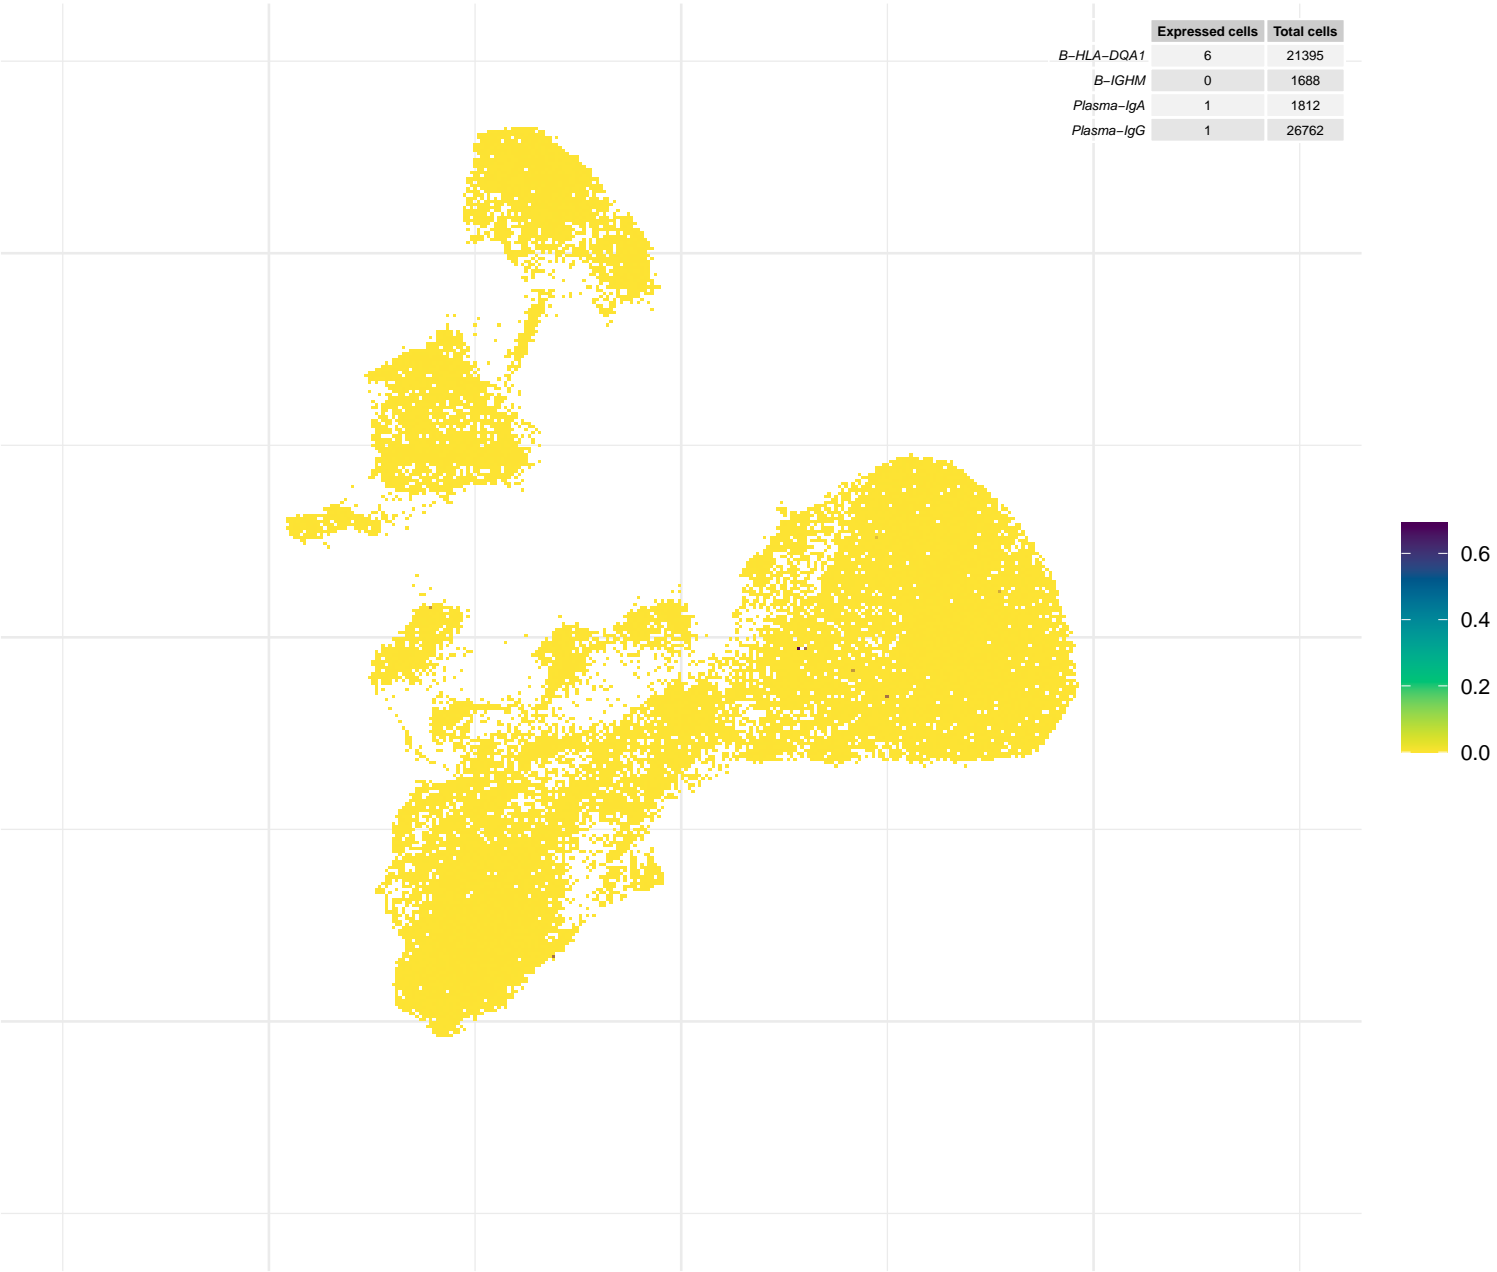 Expressed cells Total cells
B−HLA−DQA1 6 21395
B−IGHM 0 1688
Plasma−IgA 1 1812
Plasma−IgG 1 26762
0.6
0.4
0.2
0.0